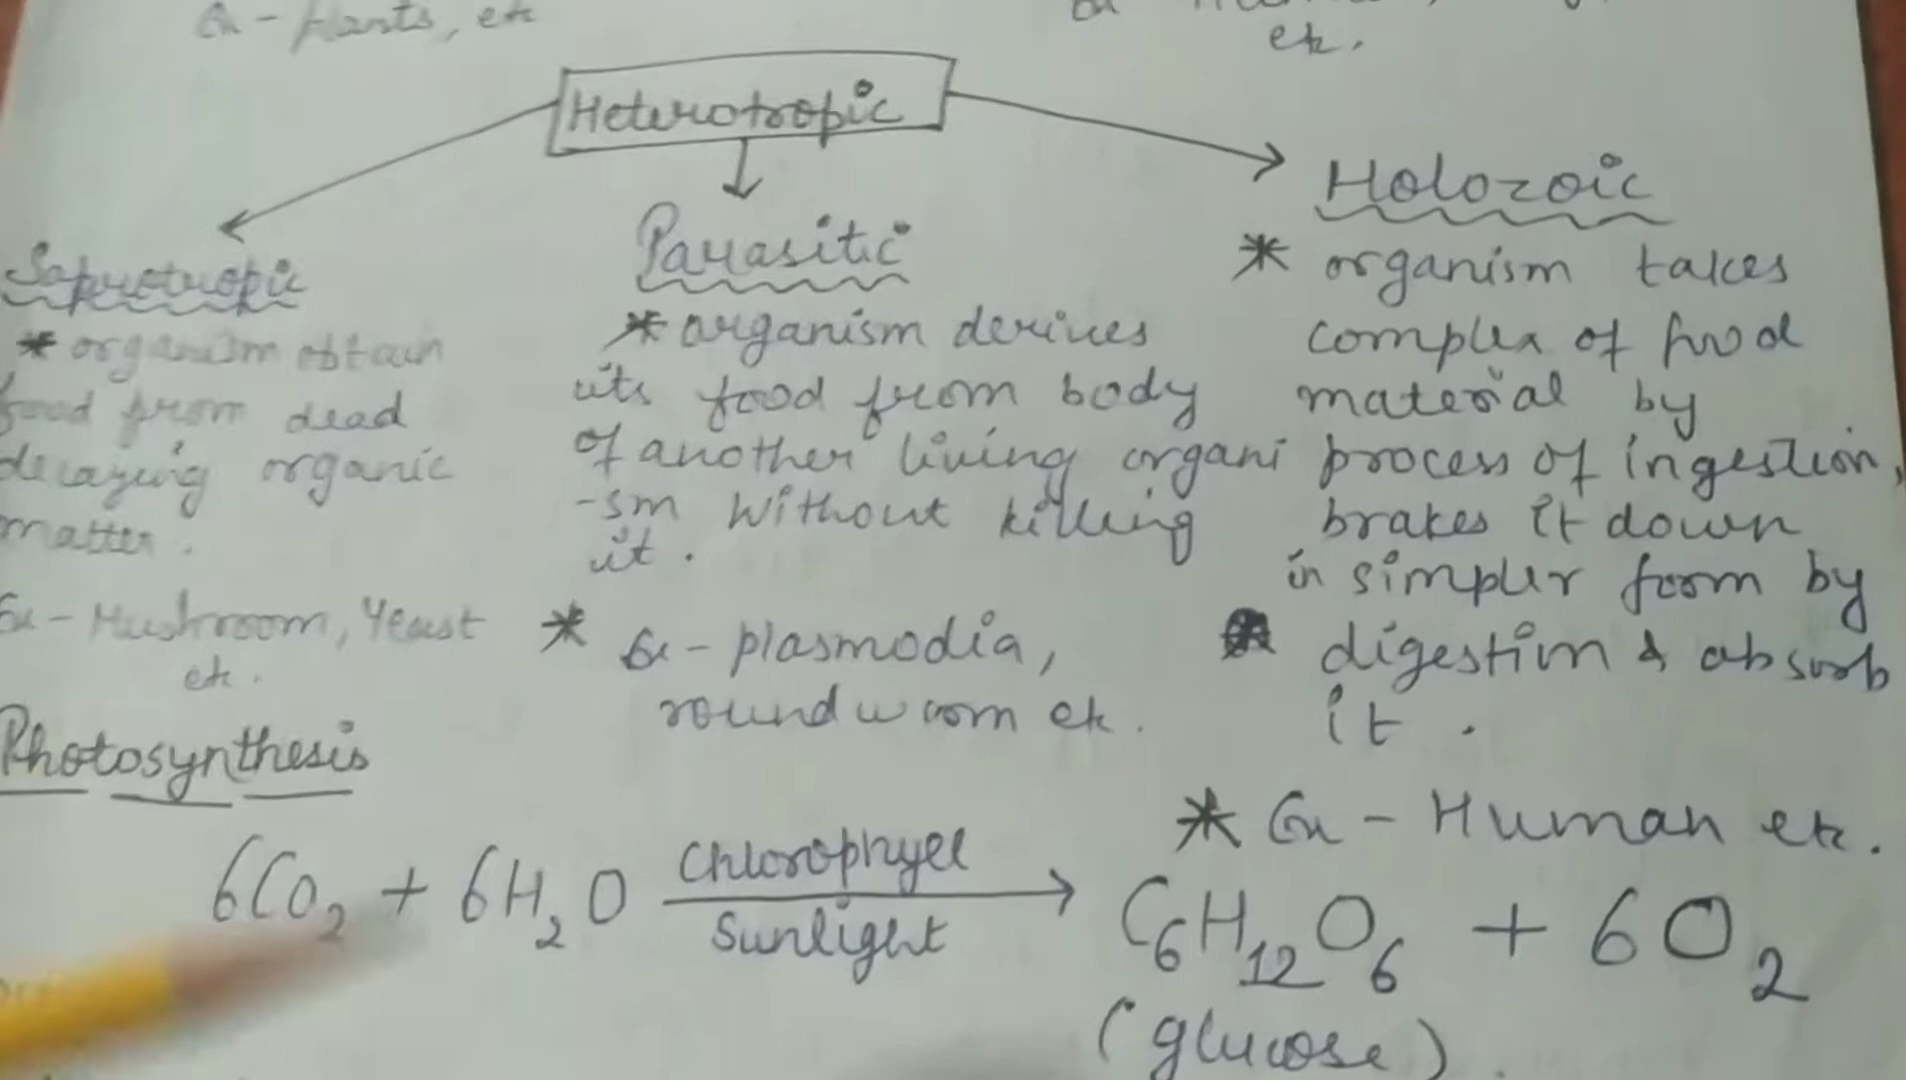 Ex - Plants, etc
etc.
Heterotropic
Saprotropic
* organism obtain
food from dead
decaying organic
matter.
Ex - Mushroom, Yeast
etc.
Parasitic
* organism derives
its food from body
of another living organi
-sm without killing
it.
* Ex - plasmodia,
roundworm etc.
Holozoic
* organism takes
complex of food
material by
process of ingestion,
brakes it down
in simpler form by
digestion & absorb
it.
* Ex - Human etc.
Photosynthesis
6CO2 + 6H2O Chlorophyll Sunlight → C6H12O6 + 6O2
(glucose)